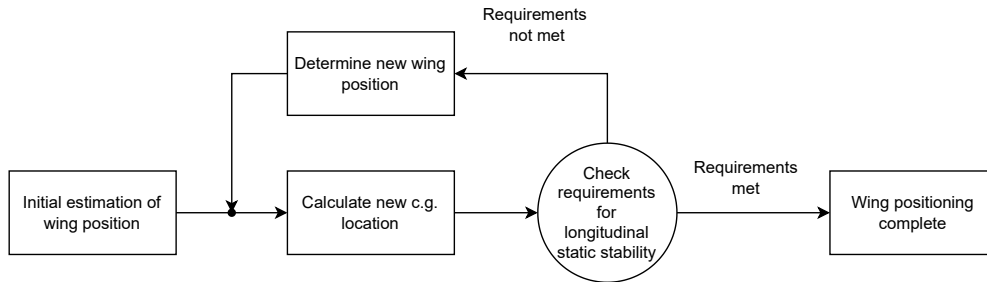 Requirements
not met
Determine new wing
position
Initial estimation of
wing position
Calculate new c.g.
location
Check
requirements
for
longitudinal
static stability
Requirements
met
Wing positioning
complete